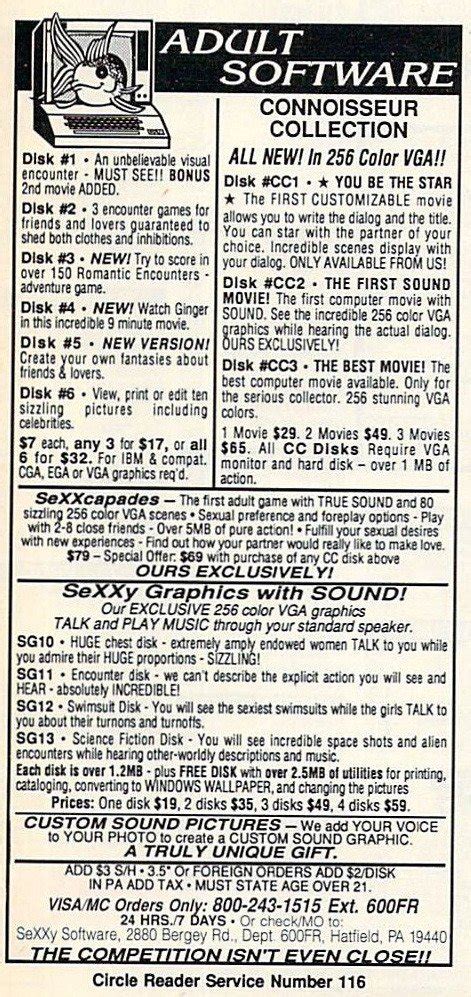 ADULT
SOFTWARE
Disk #1 • An unbelievable visual
encounter - MUST SEE!! BONUS
2nd movie ADDED.
Disk #2 • 3 encounter games for
friends and lovers guaranteed to
shed both clothes and inhibitions.
Disk #3 • NEW! Try to score in
over 150 Romantic Encounters -
adventure game.
Disk #4 • NEW! Watch Ginger
in this incredible 9 minute movie.
Disk #5 • NEW VERSION!
Create your own fantasies about
friends & lovers.
Disk #6 • View, print or edit ten
sizzling pictures including
celebrities.
$7 each, any 3 for $17, or all
6 for $32. For IBM & compat.
CGA, EGA or VGA graphics req'd.
CONNOISSEUR
COLLECTION
ALL NEW! In 256 Color VGA!!
Disk #CC1 • ★ YOU BE THE STAR
★ The FIRST CUSTOMIZABLE movie
allows you to write the dialog and the title.
You can star with the partner of your
choice. Incredible scenes display with
your dialog. ONLY AVAILABLE FROM US!
Disk #CC2 • THE FIRST SOUND
MOVIE! The first computer movie with
SOUND. See the incredible 256 color VGA
graphics while hearing the actual dialog.
OURS EXCLUSIVELY!
Disk #CC3 • THE BEST MOVIE! The
best computer movie available. Only for
the serious collector. 256 stunning VGA
colors.
1 Movie $29. 2 Movies $49. 3 Movies
$65. All CC Disks Require VGA
monitor and hard disk – over 1 MB of
action.
SeXXcapades – The first adult game with TRUE SOUND and 80
sizzling 256 color VGA scenes • Sexual preference and foreplay options - Play
with 2-8 close friends - Over 5MB of pure action! • Fulfill your sexual desires
with new experiences - Find out how your partner would really like to make love.
$79 – Special Offer: $69 with purchase of any CC disk above
OURS EXCLUSIVELY!
SeXXy Graphics with SOUND!
Our EXCLUSIVE 256 color VGA graphics
TALK and PLAY MUSIC through your standard speaker.
SG10 • HUGE chest disk - extremely amply endowed women TALK to you while
you admire their HUGE proportions - SIZZLING!
SG11 • Encounter disk - we can't describe the explicit action you will see and
HEAR - absolutely INCREDIBLE!
SG12 • Swimsuit Disk - You will see the sexiest swimsuits while the girls TALK to
you about their turnons and turnoffs.
SG13 • Science Fiction Disk - You will see incredible space shots and alien
encounters while hearing other-worldly descriptions and music.
Each disk is over 1.2MB - plus FREE DISK with over 2.5MB of utilities for printing,
cataloging, converting to WINDOWS WALLPAPER, and changing the pictures
Prices: One disk $19, 2 disks $35, 3 disks $49, 4 disks $59.
CUSTOM SOUND PICTURES – We add YOUR VOICE
to YOUR PHOTO to create a CUSTOM SOUND GRAPHIC.
A TRULY UNIQUE GIFT.
ADD $3 S/H • 3.5" Or FOREIGN ORDERS ADD $2/DISK
IN PA ADD TAX • MUST STATE AGE OVER 21.
VISA/MC Orders Only: 800-243-1515 Ext. 600FR
24 HRS./7 DAYS • Or check/MO to:
SeXXy Software, 2880 Bergey Rd., Dept. 600FR, Hatfield, PA 19440
THE COMPETITION ISN'T EVEN CLOSE!!
Circle Reader Service Number 116